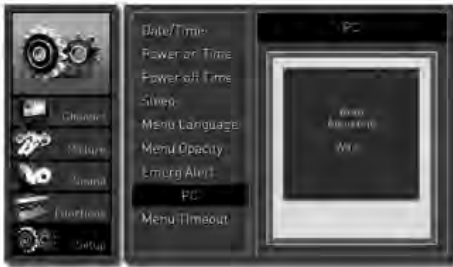 Channel
Picture
Sound
Functions
Setup
Date/Time
Power on Time
Power off Time
Sleep
Menu Language
Menu Opacity
Emerg Alert
PC
Menu Timeout
PC
Auto